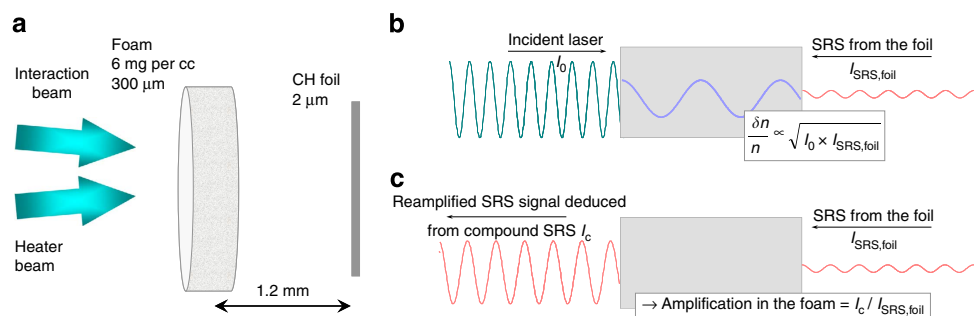 a
Foam
6 mg per cc
300 μm
Interaction
beam
CH foil
2 μm
Heater
beam
1.2 mm
b
Incident laser
I0
SRS from the foil
ISRS,foil
δn/n ∝ √I0 × ISRS,foil
c
Reamplified SRS signal deduced
from compound SRS Ic
SRS from the foil
ISRS,foil
→ Amplification in the foam = Ic / ISRS,foil